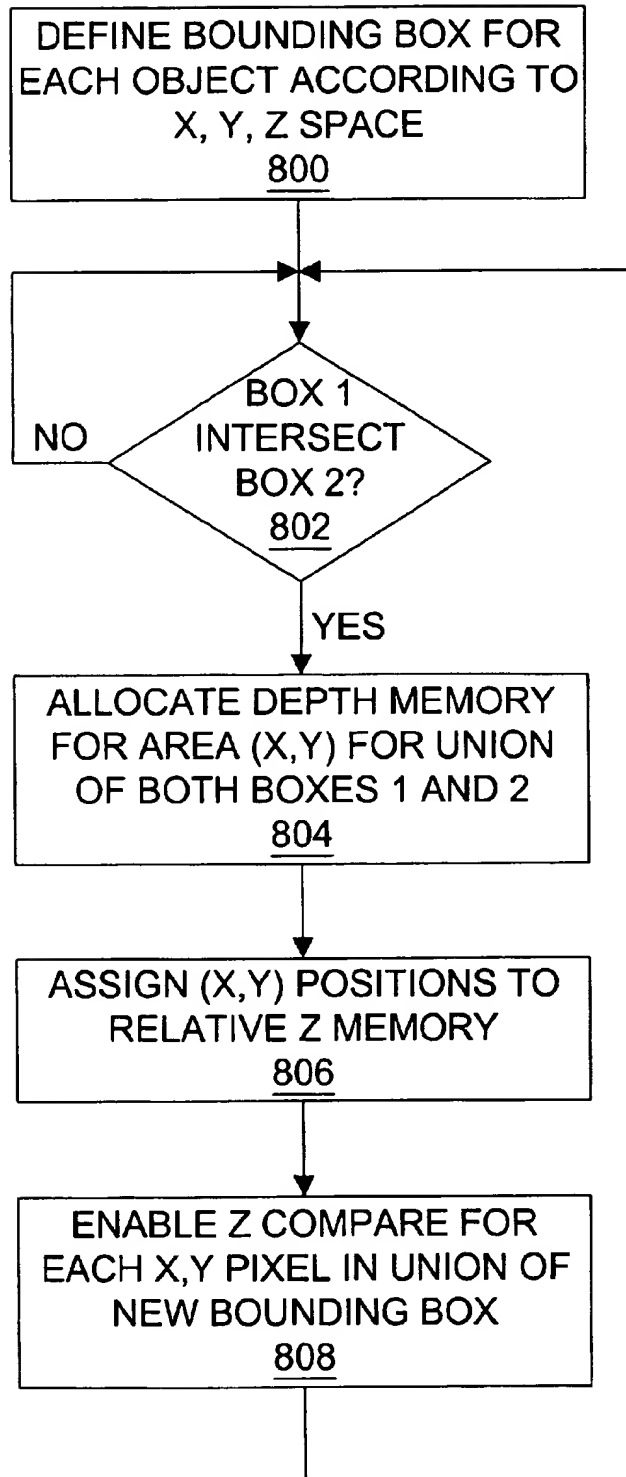 DEFINE BOUNDING BOX FOR
EACH OBJECT ACCORDING TO
X, Y, Z SPACE
800
BOX 1
INTERSECT
BOX 2?
802
NO
YES
ALLOCATE DEPTH MEMORY
FOR AREA (X,Y) FOR UNION
OF BOTH BOXES 1 AND 2
804
ASSIGN (X,Y) POSITIONS TO
RELATIVE Z MEMORY
806
ENABLE Z COMPARE FOR
EACH X,Y PIXEL IN UNION OF
NEW BOUNDING BOX
808